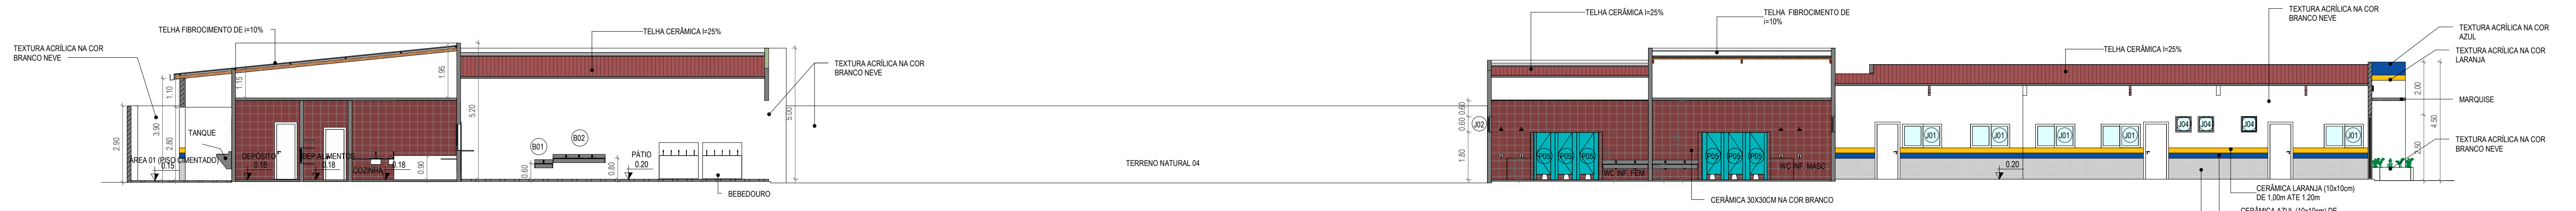 TEXTURA ACRÍLICA NA COR
BRANCO NEVE
TELHA FIBROCIMENTO DE i=10%
TELHA CERÂMICA I=25%
TEXTURA ACRÍLICA NA COR
BRANCO NEVE
TELHA CERÂMICA I=25%
TELHA FIBROCIMENTO DE
i=10%
TELHA CERÂMICA I=25%
TEXTURA ACRÍLICA NA COR
BRANCO NEVE
TEXTURA ACRÍLICA NA COR
AZUL
TEXTURA ACRÍLICA NA COR
LARANJA
MARQUISE
TEXTURA ACRÍLICA NA COR
BRANCO NEVE
2.90
3.90
2.80
1.10
1.15
1.95
5.20
5.00
TANQUE
ÁREA 01 (PISO CIMENTADO)
0.15
DEPÓSITO
0.18
DEP.ALIMENTOS
0.18
COZINHA
0.18
0.90
B01
B02
0.60
0.80
PÁTIO
0.20
BEBEDOURO
TERRENO NATURAL 04
J02
0.60
0.60
1.80
P05
P05
P05
WC INF. FEM
P05
P05
P05
WC INF. MASC
CERÂMICA 30X30CM NA COR BRANCO
J01
J01
J01
J01
J04
J04
J04
J01
0.20
2.00
4.50
2.50
CERÂMICA LARANJA (10x10cm)
DE 1,00m ATE 1.20m
CERÂMICA AZUL (10x10cm) DE